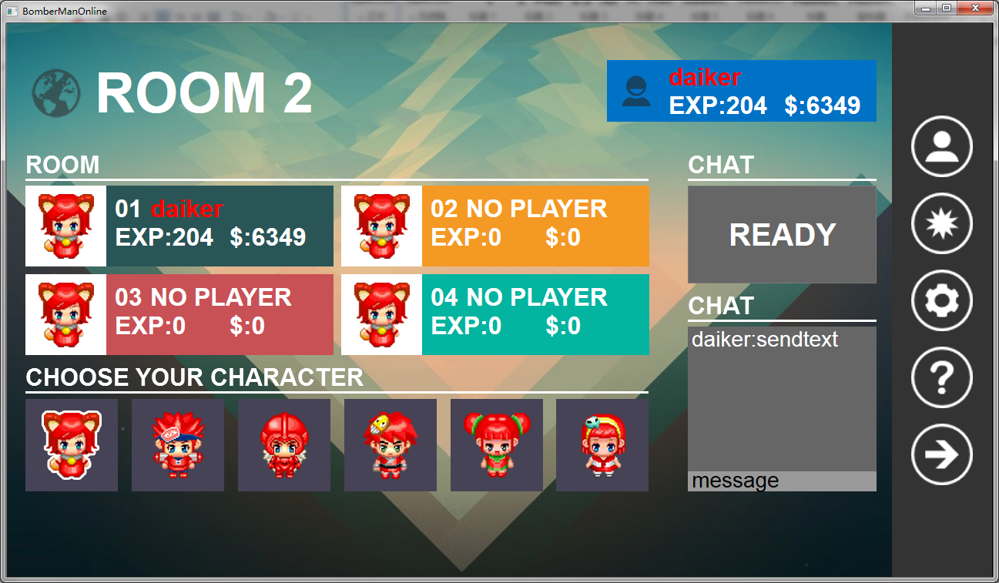 BomberManOnline
ROOM 2
daiker
EXP:204 $:6349
ROOM
01 daiker
EXP:204 $:6349
02 NO PLAYER
EXP:0 $:0
03 NO PLAYER
EXP:0 $:0
04 NO PLAYER
EXP:0 $:0
CHOOSE YOUR CHARACTER
CHAT
READY
CHAT
daiker:sendtext
message
?